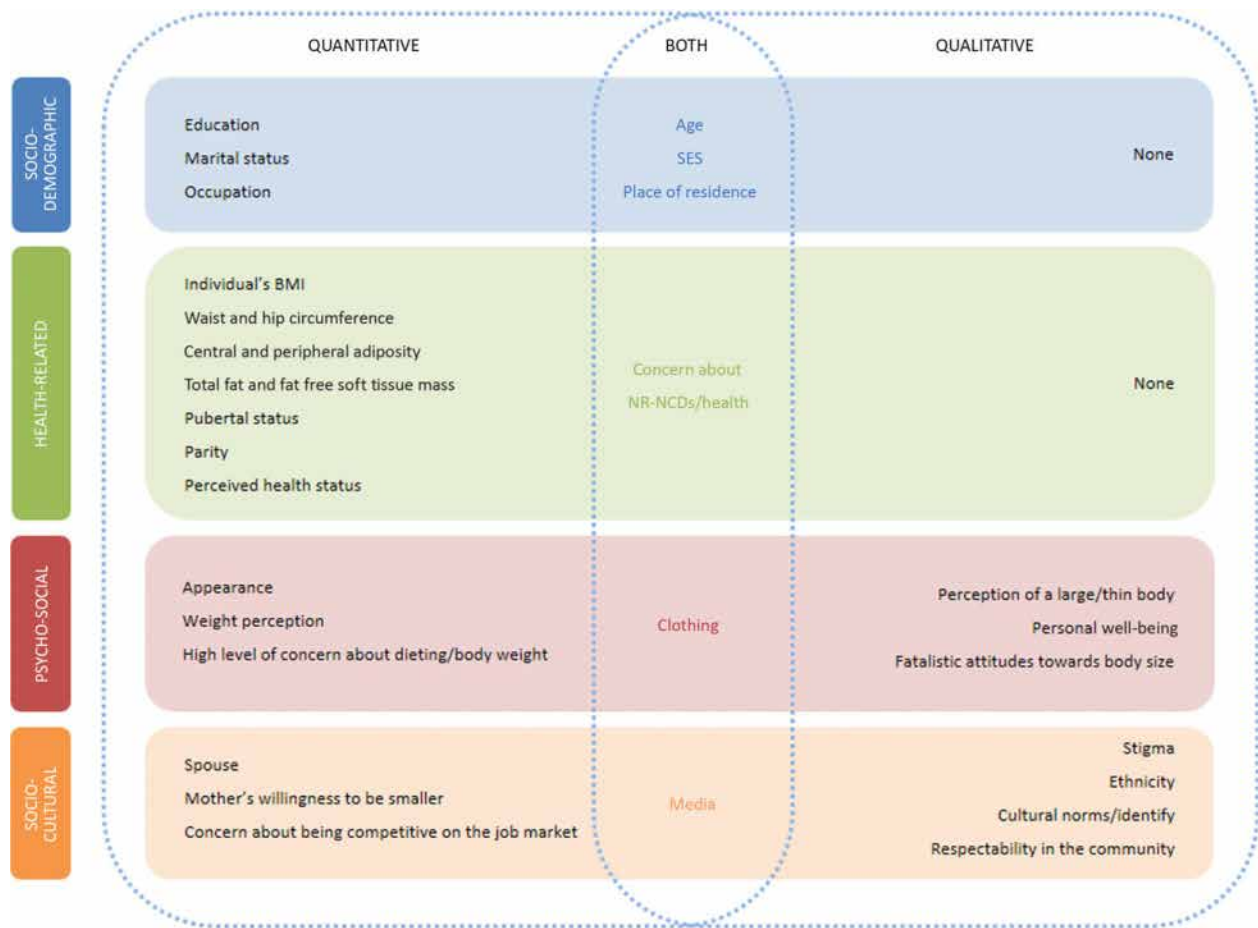 QUANTITATIVE
BOTH
QUALITATIVE
SOCIO-
DEMOGRAPHIC
Education
Marital status
Occupation
Age
SES
Place of residence
None
HEALTH-RELATED
Individual's BMI
Waist and hip circumference
Central and peripheral adiposity
Total fat and fat free soft tissue mass
Pubertal status
Parity
Perceived health status
Concern about
NR-NCDs/health
None
PSYCHO-SOCIAL
Appearance
Weight perception
High level of concern about dieting/body weight
Clothing
Perception of a large/thin body
Personal well-being
Fatalistic attitudes towards body size
SOCIO-
CULTURAL
Spouse
Mother's willingness to be smaller
Concern about being competitive on the job market
Media
Stigma
Ethnicity
Cultural norms/identify
Respectability in the community